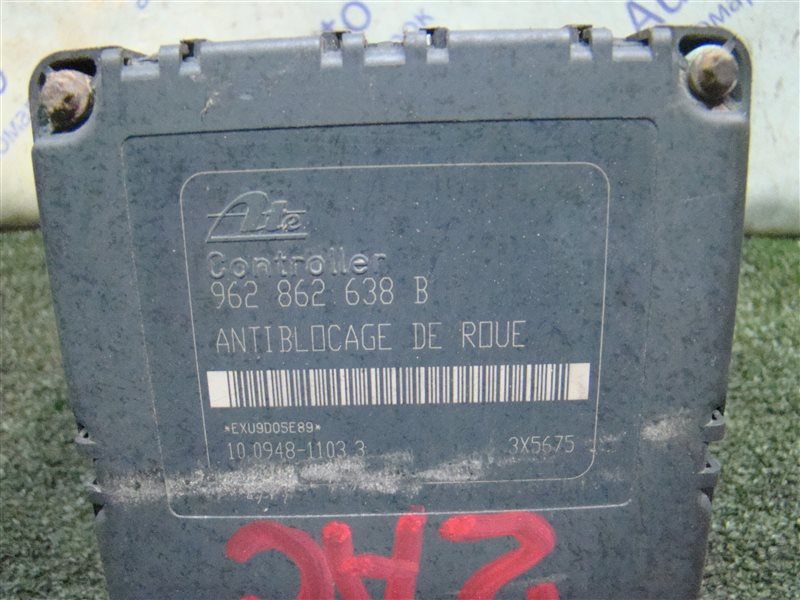 Ate
Controller
962 862 638 B
ANTIBLOCAGE DE ROUE
*EXU9D05E89*
10.0948-1103.3 3X5675